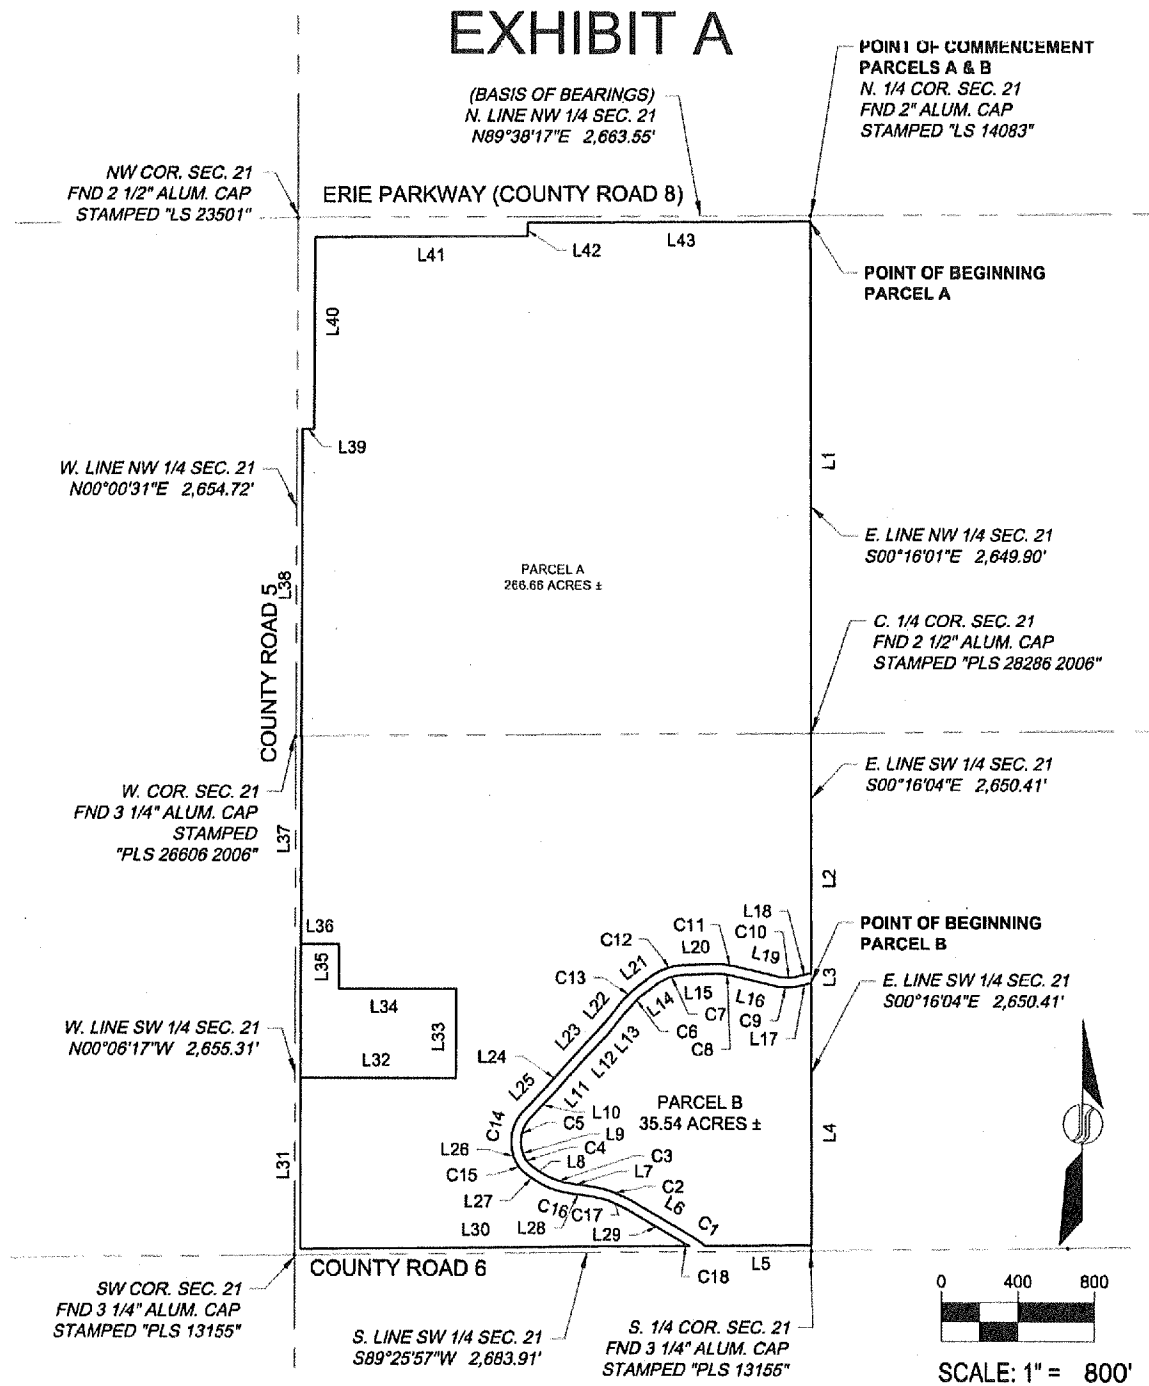 EXHIBIT A
POINT OF COMMENCEMENT
PARCELS A & B
N. 1/4 COR. SEC. 21
FND 2" ALUM. CAP
STAMPED "LS 14083"
(BASIS OF BEARINGS)
N. LINE NW 1/4 SEC. 21
N89°38'17"E 2,663.55'
NW COR. SEC. 21
FND 2 1/2" ALUM. CAP
STAMPED "LS 23501"
ERIE PARKWAY (COUNTY ROAD 8)
L41
L42
L43
POINT OF BEGINNING
PARCEL A
L40
L39
W. LINE NW 1/4 SEC. 21
N00°00'31"E 2,654.72'
L1
E. LINE NW 1/4 SEC. 21
S00°16'01"E 2,649.90'
PARCEL A
266.66 ACRES ±
L38
COUNTY ROAD 5
C. 1/4 COR. SEC. 21
FND 2 1/2" ALUM. CAP
STAMPED "PLS 28286 2006"
W. COR. SEC. 21
FND 3 1/4" ALUM. CAP
STAMPED
"PLS 26606 2006"
L37
E. LINE SW 1/4 SEC. 21
S00°16'04"E 2,650.41'
L2
L36
L35
L34
L33
L32
W. LINE SW 1/4 SEC. 21
N00°06'17"W 2,655.31'
L18
C10
L19
C11
L20
C12
L21
C13
L22
L23
L24
L25
POINT OF BEGINNING
PARCEL B
L3
E. LINE SW 1/4 SEC. 21
S00°16'04"E 2,650.41'
L15
L14
L16
C7
C9
C6
C8
L17
L13
L12
L11
L10
C5
L9
C4
C3
L8
L7
C2
L6
C1
C14
L26
C15
L27
C16
L28
C17
L29
PARCEL B
35.54 ACRES ±
L4
L31
L30
L5
C18
COUNTY ROAD 6
SW COR. SEC. 21
FND 3 1/4" ALUM. CAP
STAMPED "PLS 13155"
S. LINE SW 1/4 SEC. 21
S89°25'57"W 2,683.91'
S. 1/4 COR. SEC. 21
FND 3 1/4" ALUM. CAP
STAMPED "PLS 13155"
0 400 800
SCALE: 1" = 800'